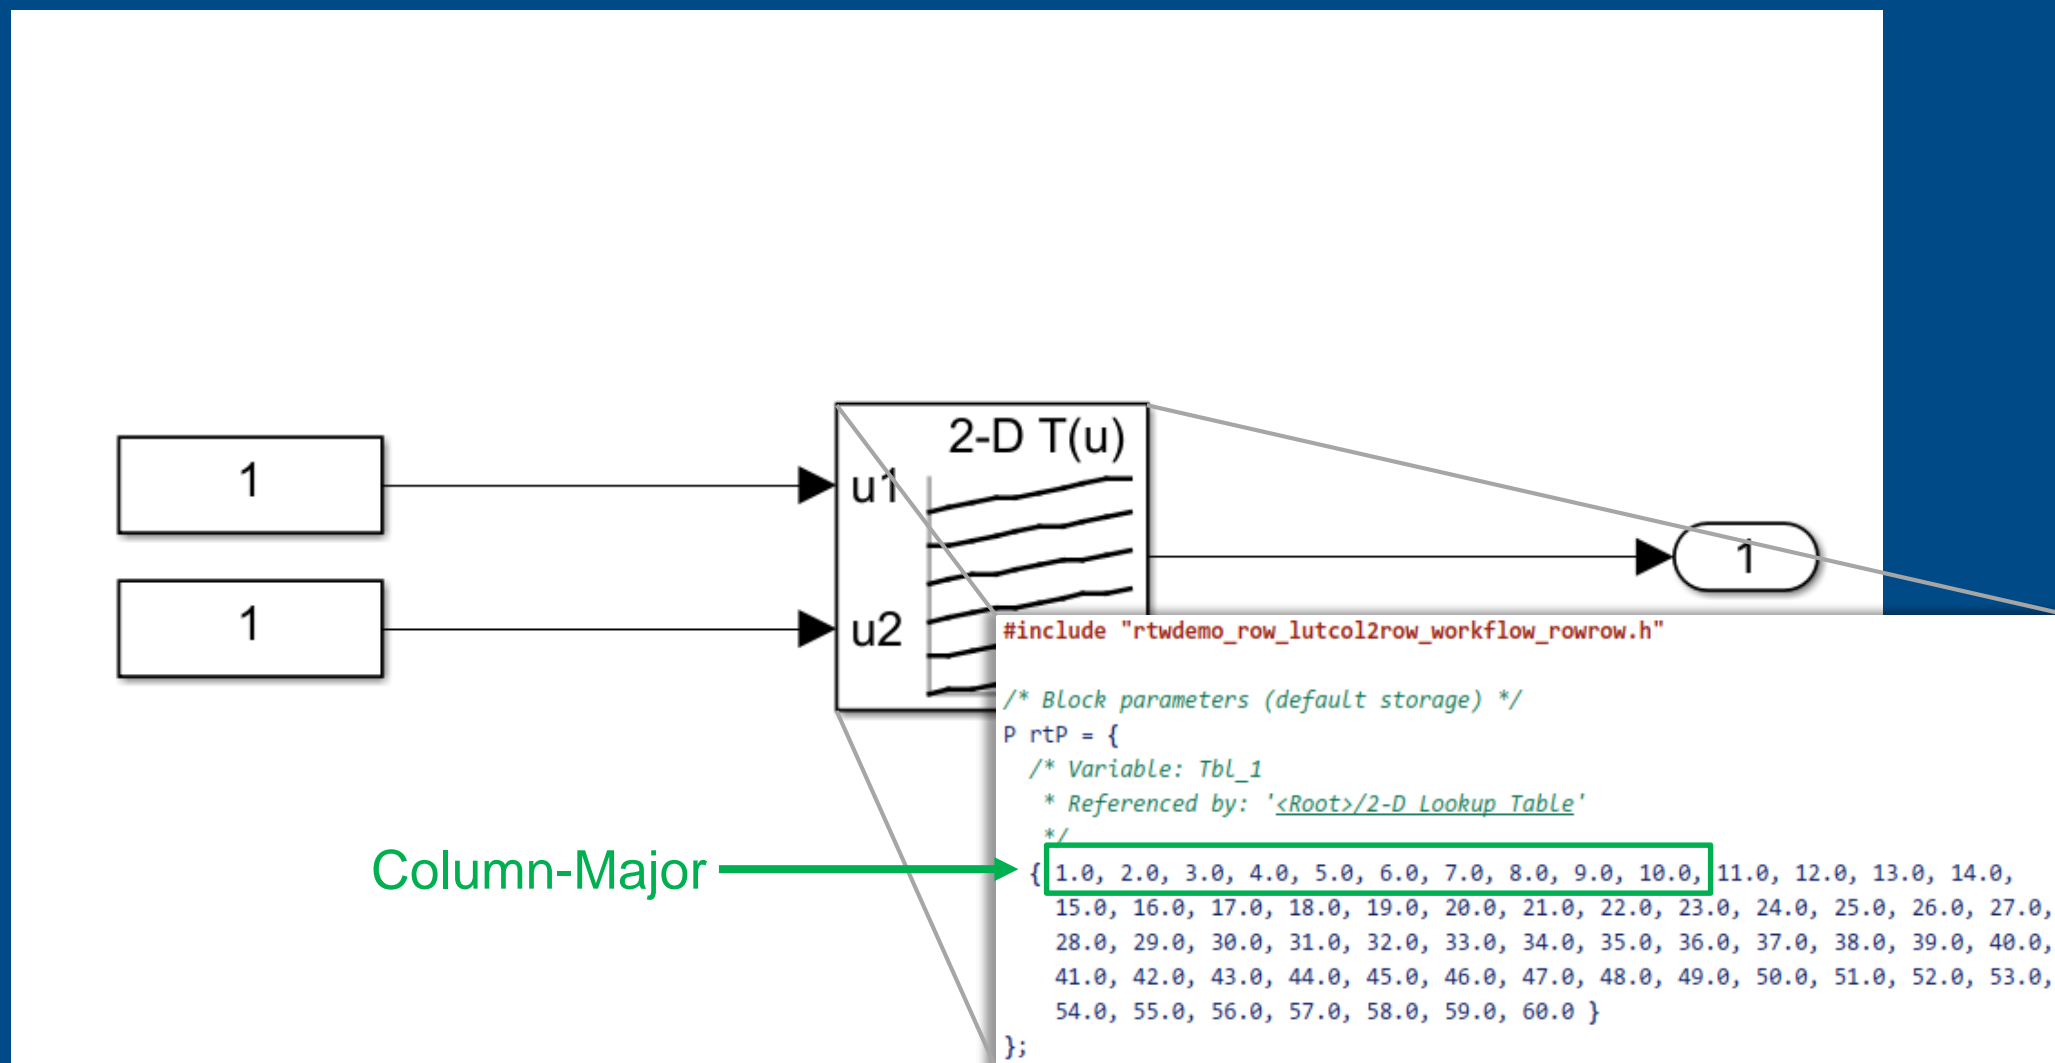 1
1
2-D T(u)
u1
u2
1
#include "rtwdemo_row_lutcol2row_workflow_rowrow.h"
/* Block parameters (default storage) */
P rtP = {
/* Variable: Tbl_1
* Referenced by: '<Root>/2-D Lookup Table'
*/
Column-Major
{ 1.0, 2.0, 3.0, 4.0, 5.0, 6.0, 7.0, 8.0, 9.0, 10.0, 11.0, 12.0, 13.0, 14.0,
15.0, 16.0, 17.0, 18.0, 19.0, 20.0, 21.0, 22.0, 23.0, 24.0, 25.0, 26.0, 27.0,
28.0, 29.0, 30.0, 31.0, 32.0, 33.0, 34.0, 35.0, 36.0, 37.0, 38.0, 39.0, 40.0,
41.0, 42.0, 43.0, 44.0, 45.0, 46.0, 47.0, 48.0, 49.0, 50.0, 51.0, 52.0, 53.0,
54.0, 55.0, 56.0, 57.0, 58.0, 59.0, 60.0 }
};